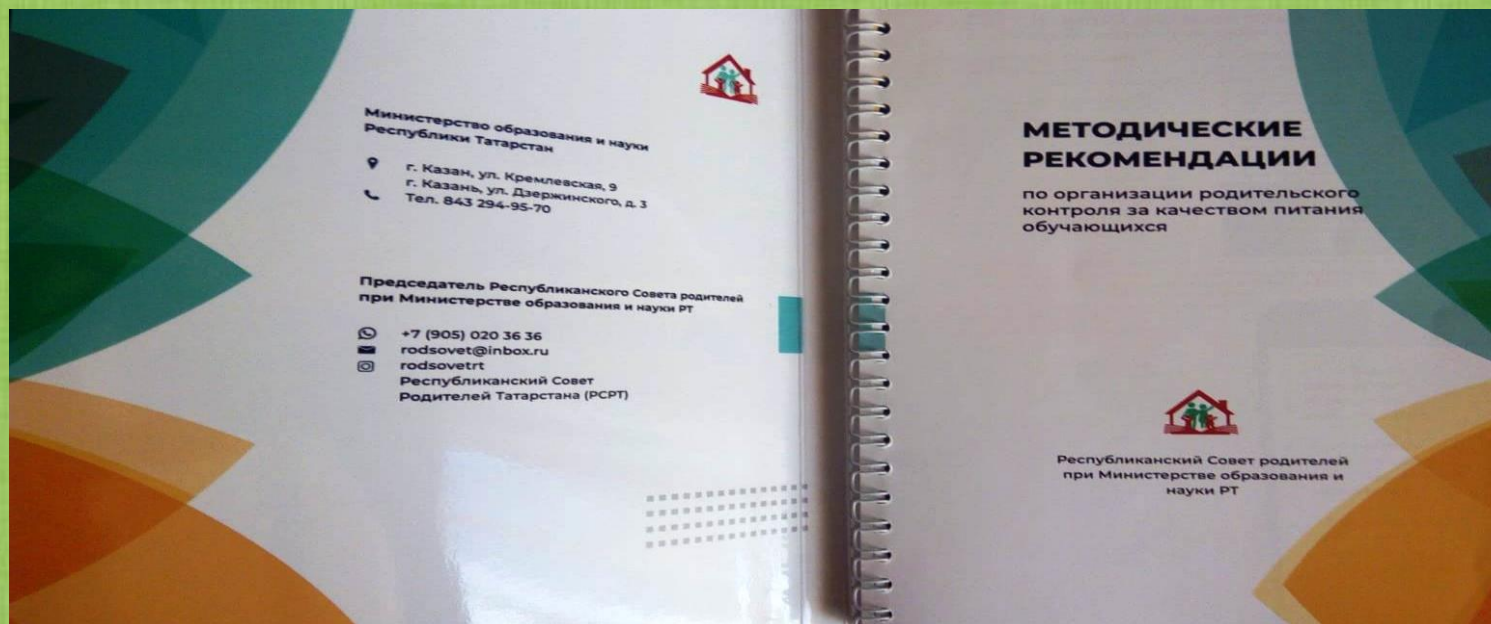 Министерство образования и науки
Республики Татарстан
г. Казан, ул. Кремлевская, 9
г. Казань, ул. Дзержинского, д. 3
Тел. 843 294-95-70
Председатель Республиканского Совета родителей
при Министерстве образования и науки РТ
+7 (905) 020 36 36
rodsovet@inbox.ru
rodsovetrt
Республиканский Совет
Родителей Татарстана (РСРТ)
МЕТОДИЧЕСКИЕ
РЕКОМЕНДАЦИИ
по организации родительского
контроля за качеством питания
обучающихся
Республиканский Совет родителей
при Министерстве образования и
науки РТ